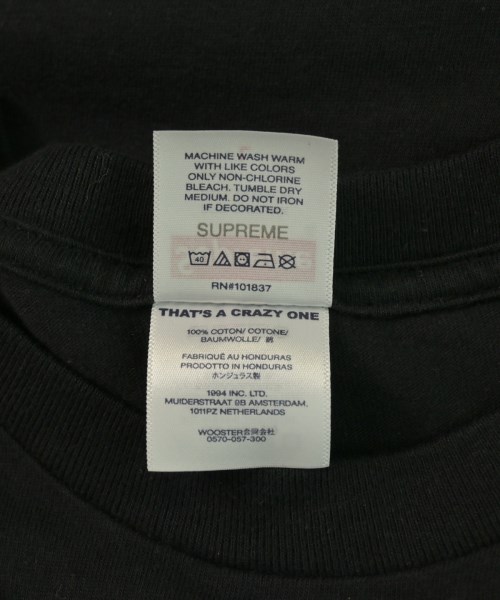 MACHINE WASH WARM
WITH LIKE COLORS
ONLY NON-CHLORINE
BLEACH. TUMBLE DRY
MEDIUM. DO NOT IRON
IF DECORATED.
SUPREME
40
RN#101837
THAT'S A CRAZY ONE
100% COTON/ COTONE/
BAUMWOLLE/ 綿
FABRIQUÉ AU HONDURAS
PRODOTTO IN HONDURAS
ホンジュラス製
1994 INC. LTD.
MUIDERSTRAAT 9B AMSTERDAM,
1011PZ NETHERLANDS
WOOSTER合同会社
0570-057-300